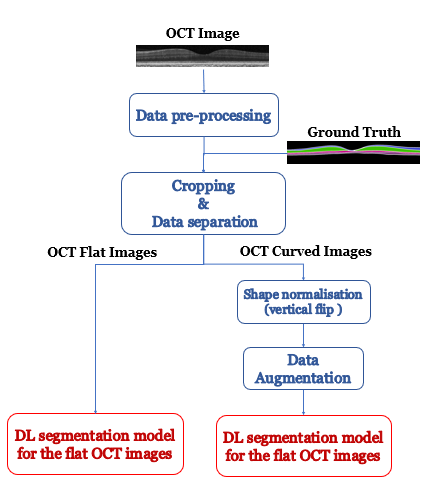 OCT Image
Data pre-processing
Ground Truth
Cropping
&
Data separation
OCT Flat Images
OCT Curved Images
Shape normalisation
(vertical flip )
Data
Augmentation
DL segmentation model
for the flat OCT images
DL segmentation model
for the flat OCT images